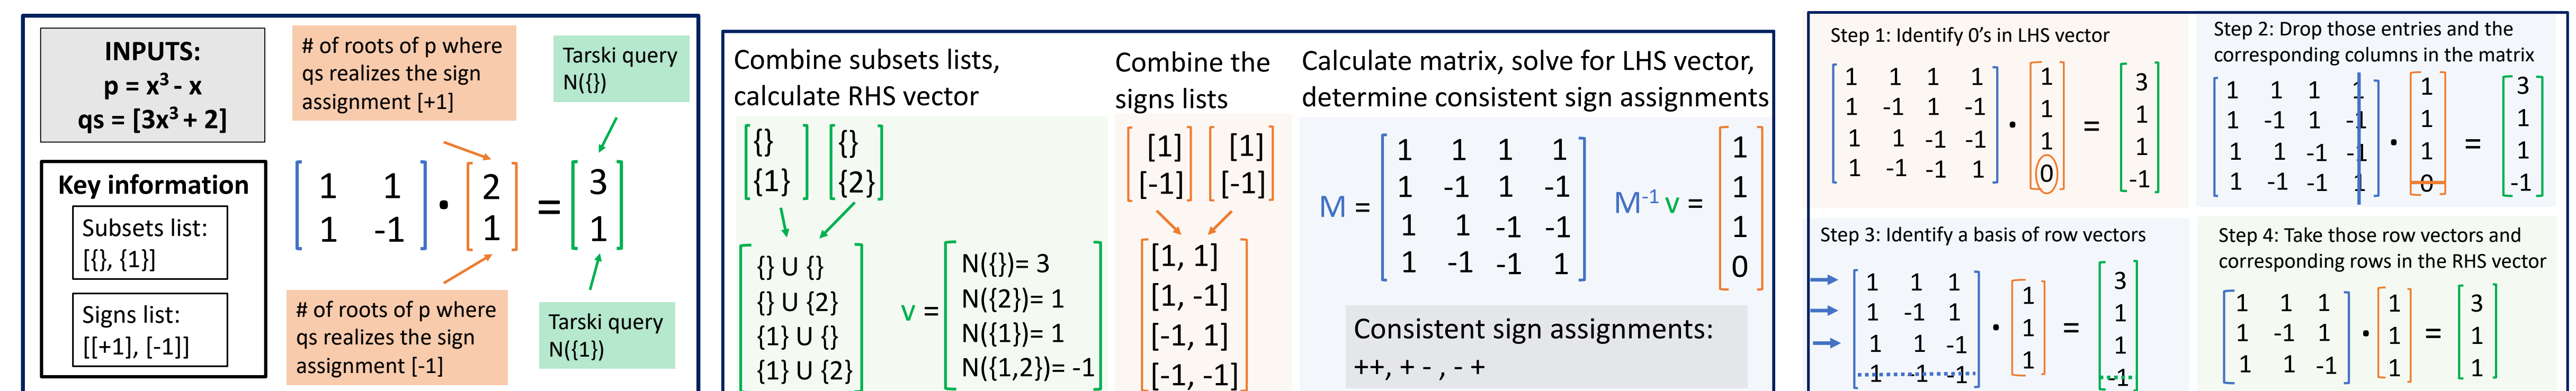 INPUTS:
p = x³ - x
qs = [3x³ + 2]
Key information
Subsets list:
[{}, {1}]
Signs list:
[[+1], [-1]]
# of roots of p where
qs realizes the sign
assignment [+1]
Tarski query
N({})
1 1
1 -1
·
2
1
=
3
1
# of roots of p where
qs realizes the sign
assignment [-1]
Tarski query
N({1})
Combine subsets lists,
calculate RHS vector
{} {}
{1} {2}
{} U {}
{} U {2}
{1} U {}
{1} U {2}
v =
N({})= 3
N({2})= 1
N({1})= 1
N({1,2})= -1
Combine the
signs lists
[1] [1]
[-1] [-1]
[1, 1]
[1, -1]
[-1, 1]
[-1, -1]
Calculate matrix, solve for LHS vector,
determine consistent sign assignments
M =
1 1 1 1
1 -1 1 -1
1 1 -1 -1
1 -1 -1 1
M⁻¹ v =
1
1
1
0
Consistent sign assignments:
++, + - , - +
Step 1: Identify 0's in LHS vector
1 1 1 1
1 -1 1 -1
1 1 -1 -1
1 -1 -1 1
·
1
1
1
0
=
3
1
1
-1
Step 2: Drop those entries and the
corresponding columns in the matrix
1 1 1 1
1 -1 1 -1
1 1 -1 -1
1 -1 -1 1
·
1
1
1
0
=
3
1
1
-1
Step 3: Identify a basis of row vectors
1 1 1
1 -1 1
1 1 -1
1 -1 -1
·
1
1
1
=
3
1
1
-1
Step 4: Take those row vectors and
corresponding rows in the RHS vector
1 1 1
1 -1 1
1 1 -1
·
1
1
1
=
3
1
1